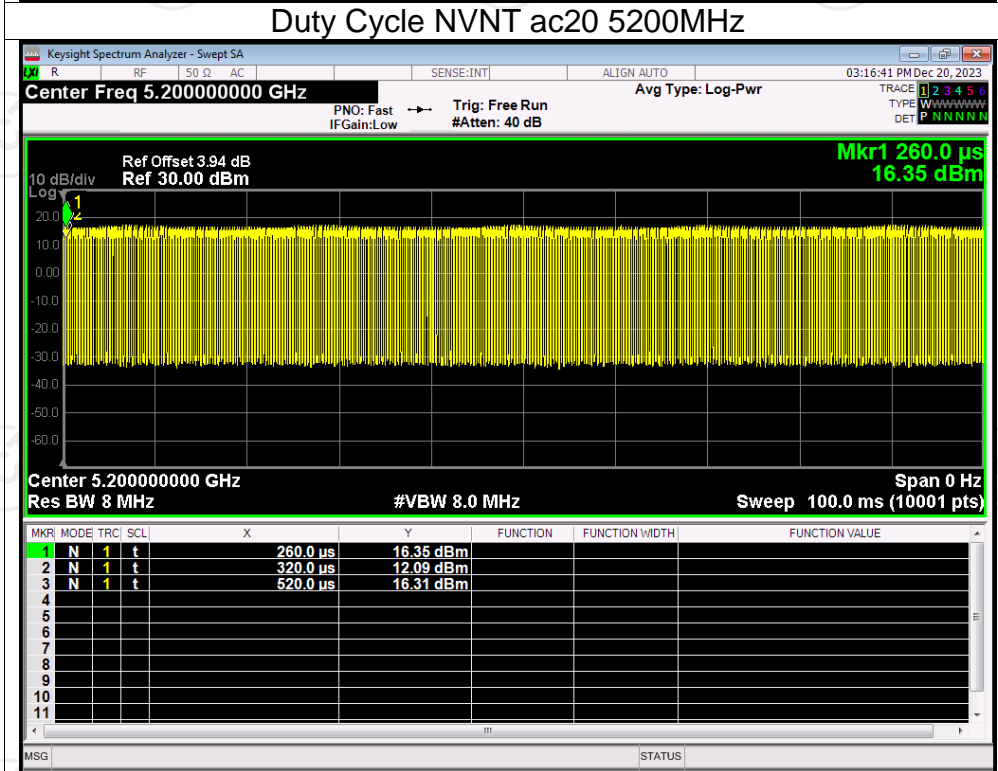 Duty Cycle NVNT ac20 5200MHz
Keysight Spectrum Analyzer - Swept SA
LXI R RF 50 Ω AC SENSE:INT ALIGN AUTO 03:16:41 PM Dec 20, 2023
Center Freq 5.200000000 GHz Avg Type: Log-Pwr TRACE 1 2 3 4 5 6
PNO: Fast Trig: Free Run TYPE W
IFGain:Low #Atten: 40 dB DET P N N N N N
Mkr1 260.0 µs
Ref Offset 3.94 dB
10 dB/div Ref 30.00 dBm 16.35 dBm
Log
1
2
20.0
10.0
0.00
-10.0
-20.0
-30.0
-40.0
-50.0
-60.0
Center 5.200000000 GHz Span 0 Hz
Res BW 8 MHz #VBW 8.0 MHz Sweep 100.0 ms (10001 pts)
MKR MODE TRC SCL X Y FUNCTION FUNCTION WIDTH FUNCTION VALUE
1 N 1 t 260.0 µs 16.35 dBm
2 N 1 t 320.0 µs 12.09 dBm
3 N 1 t 520.0 µs 16.31 dBm
4
5
6
7
8
9
10
11
MSG STATUS